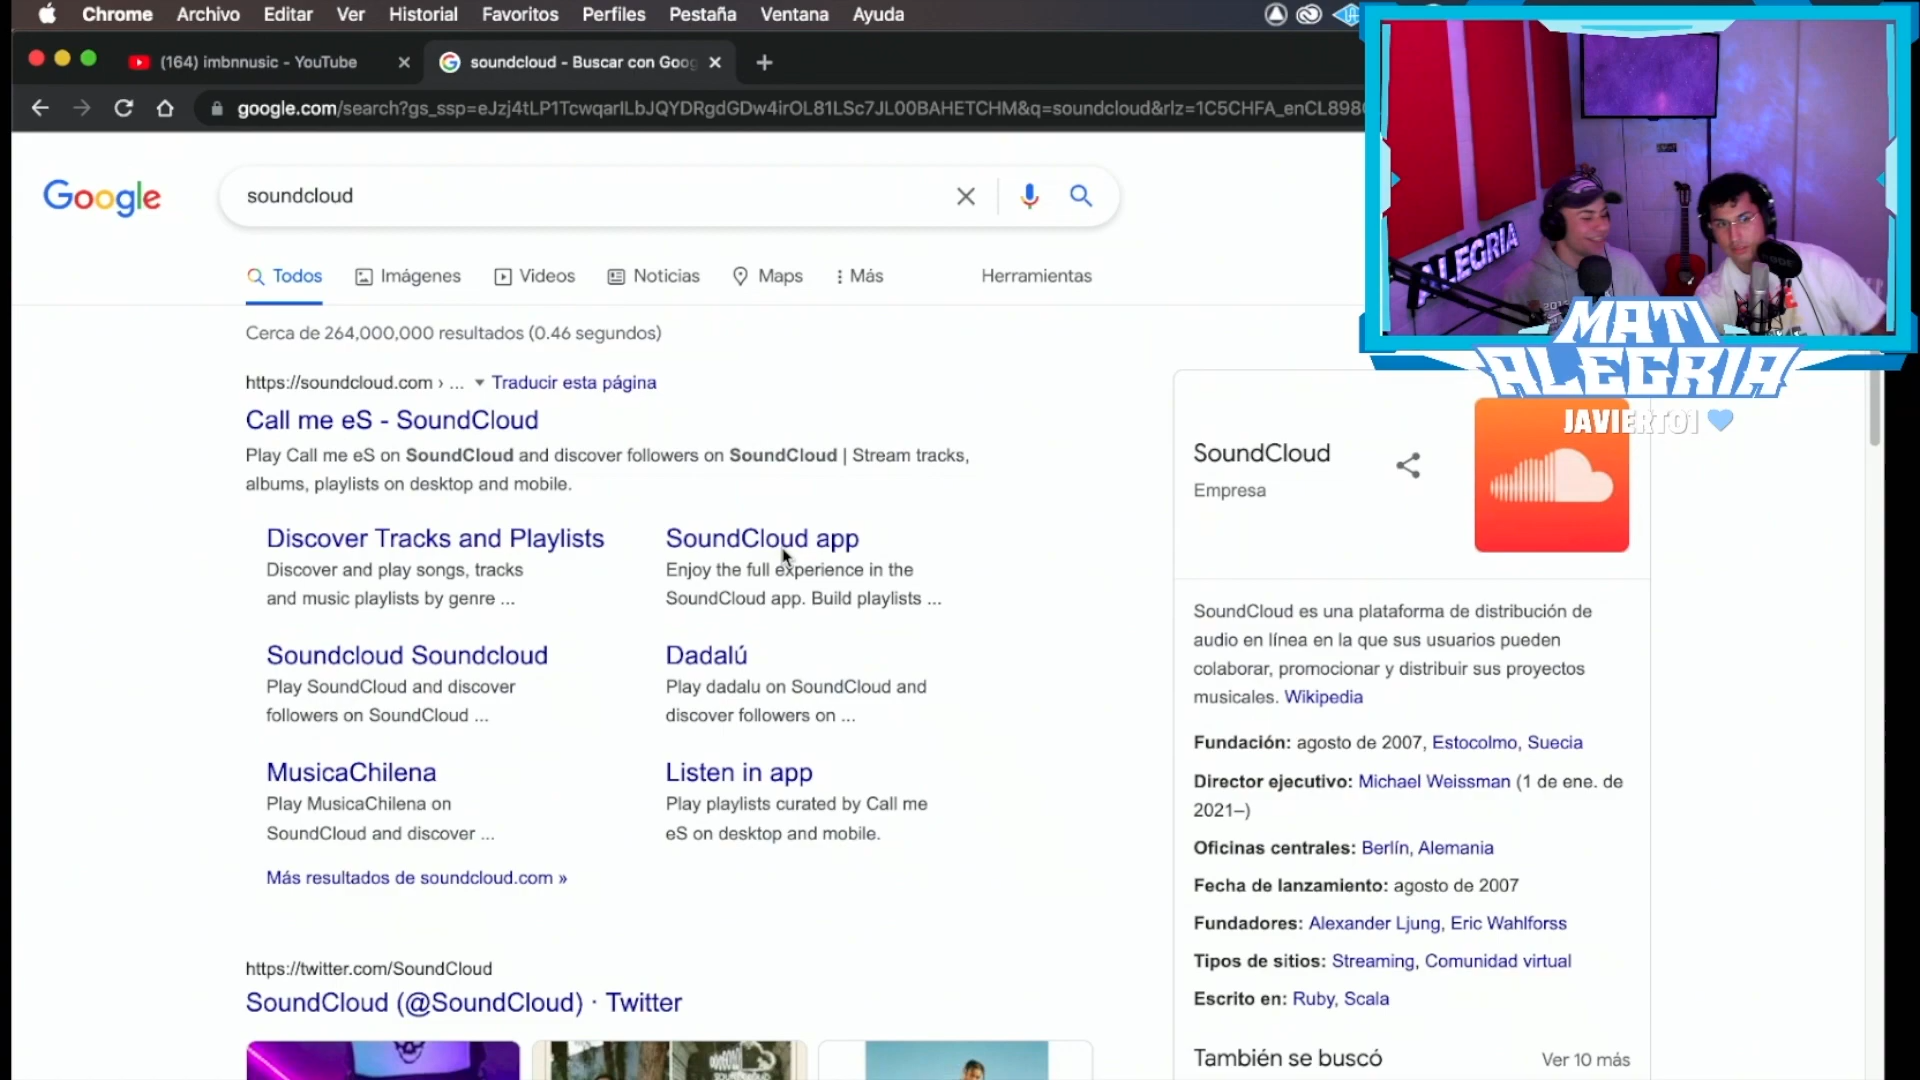 Chrome Archivo Editar Ver Historial Favoritos Perfiles Pestaña Ventana Ayuda
(164) imbnnusic - YouTube
soundcloud - Buscar con Goog
google.com/search?gs_ssp=eJzj4tLP1TcwqarlLbJQYDRgdGDw4irOL81LSc7JL00BAHETCHM&q=soundcloud&rlz=1C5CHFA_enCL898
Google
soundcloud
Todos Imágenes Videos Noticias Maps Más Herramientas
Cerca de 264,000,000 resultados (0.46 segundos)
https://soundcloud.com › ... Traducir esta página
Call me eS - SoundCloud
Play Call me eS on SoundCloud and discover followers on SoundCloud | Stream tracks,
albums, playlists on desktop and mobile.
Discover Tracks and Playlists
Discover and play songs, tracks
and music playlists by genre ...
SoundCloud app
Enjoy the full experience in the
SoundCloud app. Build playlists ...
Soundcloud Soundcloud
Play SoundCloud and discover
followers on SoundCloud ...
Dadalú
Play dadalu on SoundCloud and
discover followers on ...
MusicaChilena
Play MusicaChilena on
SoundCloud and discover ...
Listen in app
Play playlists curated by Call me
eS on desktop and mobile.
Más resultados de soundcloud.com »
https://twitter.com/SoundCloud
SoundCloud (@SoundCloud) · Twitter
ALEGRIA
MATI
ALEGRIA
JAVIERT01
SoundCloud
Empresa
SoundCloud es una plataforma de distribución de
audio en línea en la que sus usuarios pueden
colaborar, promocionar y distribuir sus proyectos
musicales. Wikipedia
Fundación: agosto de 2007, Estocolmo, Suecia
Director ejecutivo: Michael Weissman (1 de ene. de
2021–)
Oficinas centrales: Berlín, Alemania
Fecha de lanzamiento: agosto de 2007
Fundadores: Alexander Ljung, Eric Wahlforss
Tipos de sitios: Streaming, Comunidad virtual
Escrito en: Ruby, Scala
También se buscó
Ver 10 más